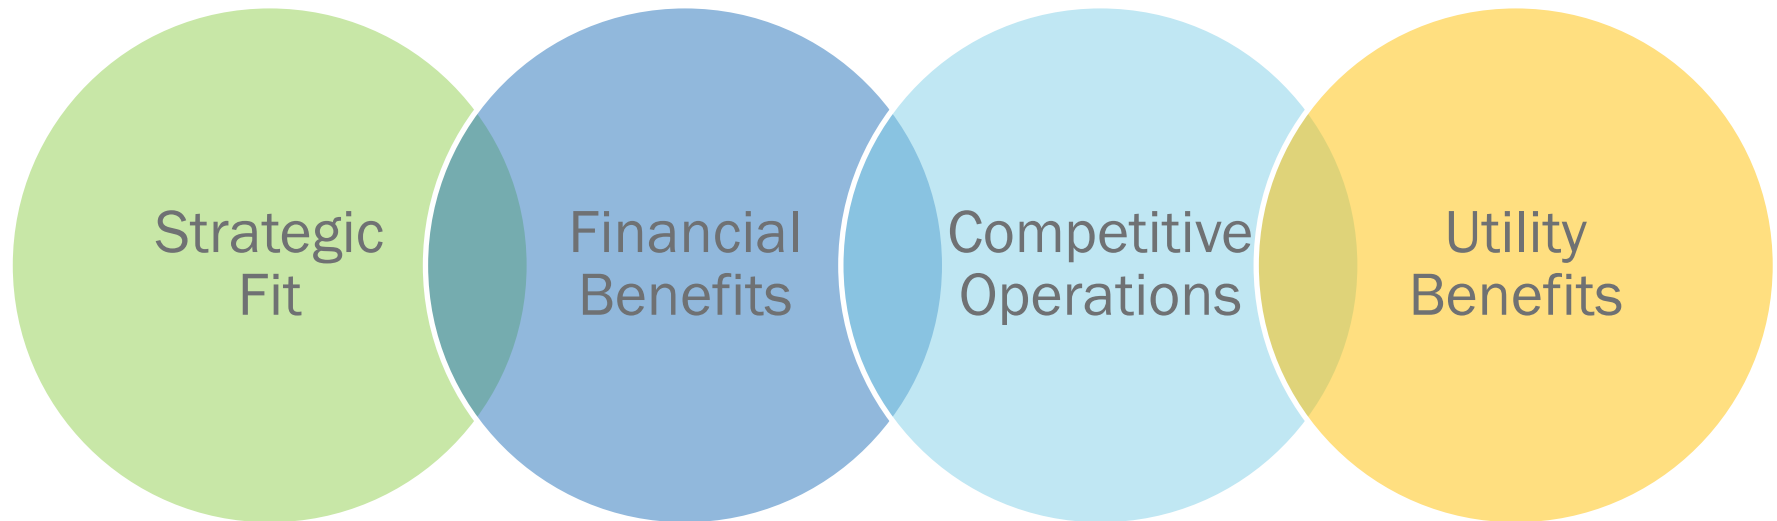 Strategic
Fit
Financial
Benefits
Competitive
Operations
Utility
Benefits